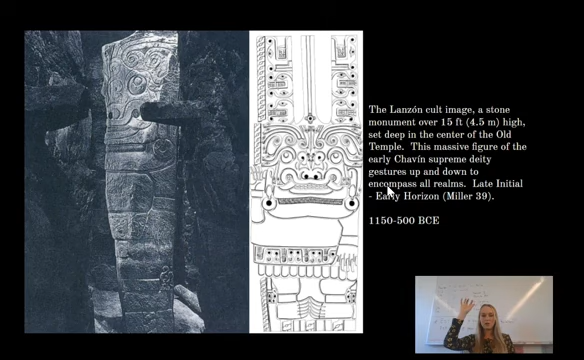 The Lanzón cult image, a stone
monument over 15 ft (4.5 m) high,
set deep in the center of the Old
Temple. This massive figure of the
early Chavín supreme deity
gestures up and down to
encompass all realms. Late Initial
- Early Horizon (Miller 39).
1150-500 BCE